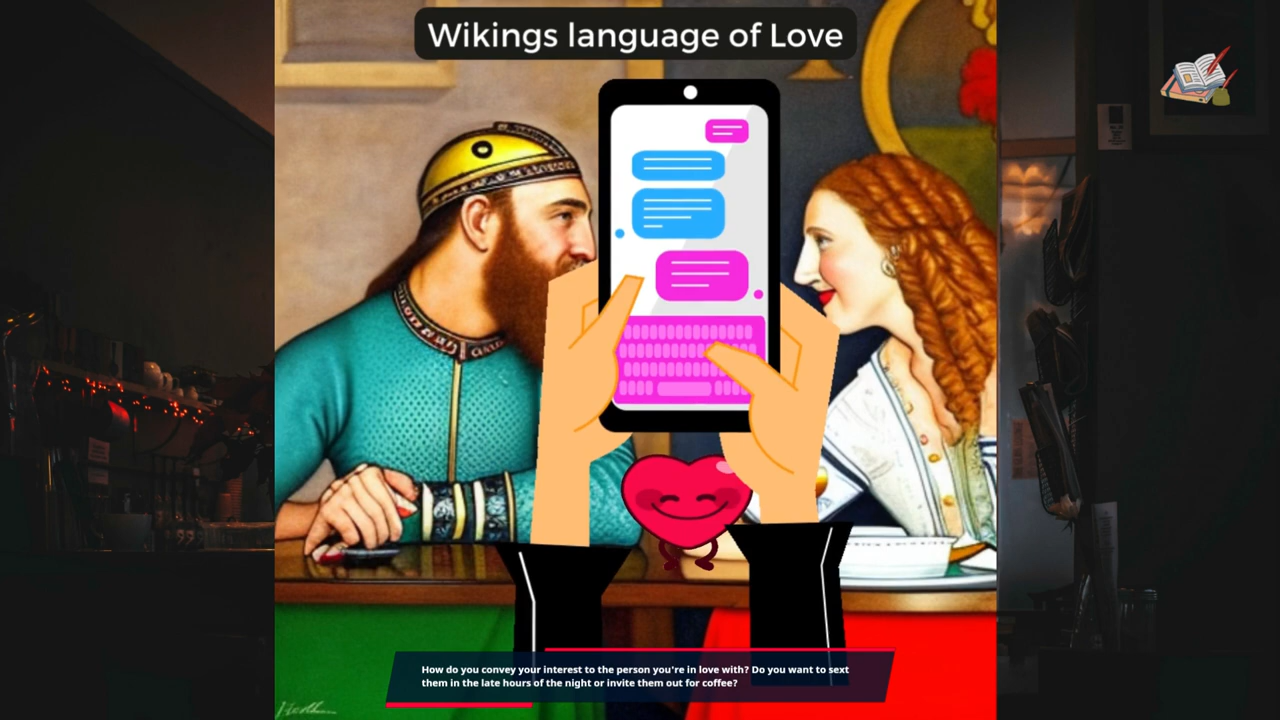 Wikings language of Love
How do you convey your interest to the person you're in love with? Do you want to sext
them in the late hours of the night or invite them out for coffee?